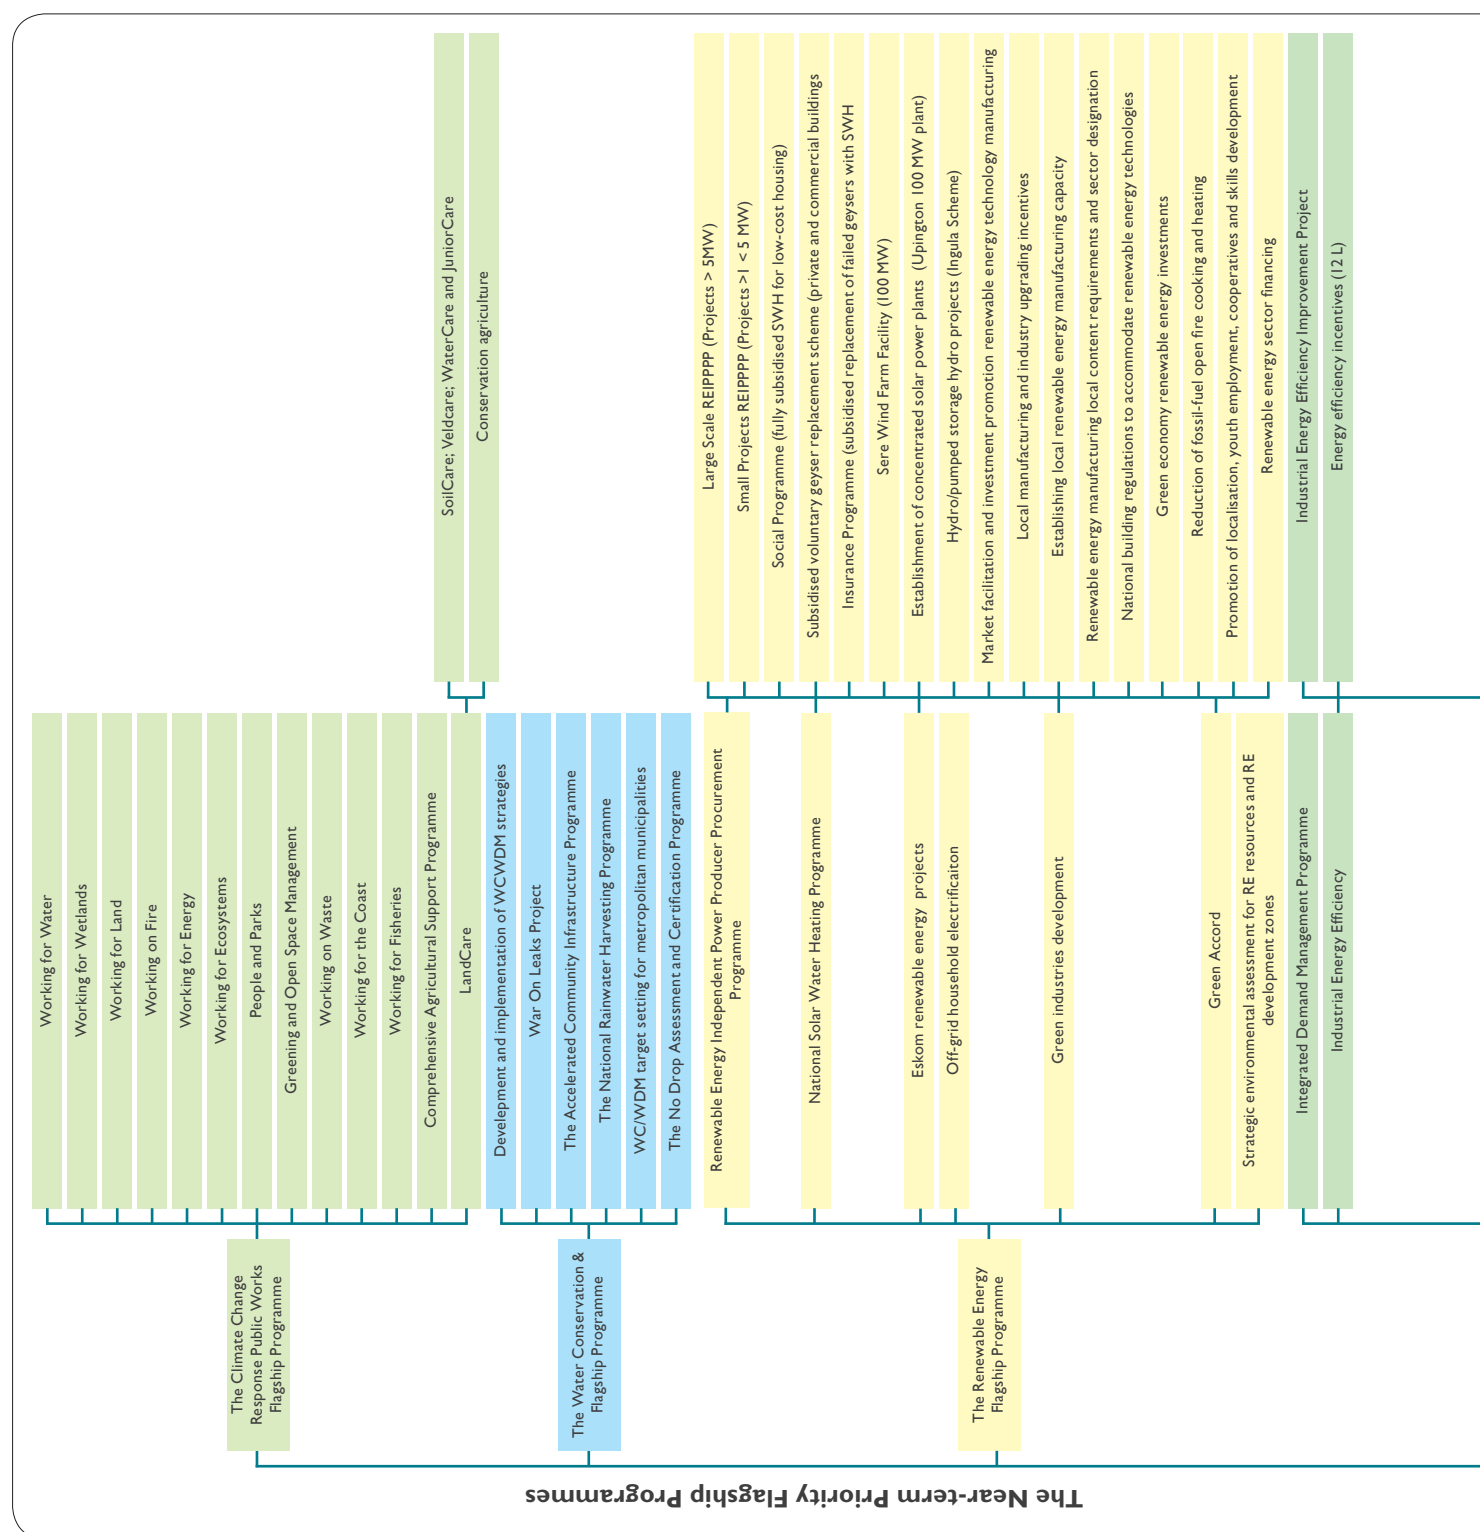 The Near-term Priority Flagship Programmes
The Climate Change
Response Public Works
Flagship Programme
Working for Water
Working for Wetlands
Working for Land
Working on Fire
Working for Energy
Working for Ecosystems
People and Parks
Greening and Open Space Management
Working on Waste
Working for the Coast
Working for Fisheries
Comprehensive Agricultural Support Programme
LandCare
SoilCare; Veldcare; WaterCare and JuniorCare
Conservation agriculture
The Water Conservation &
Flagship Programme
Development and implementation of WCWDM strategies
War On Leaks Project
The Accelerated Community Infrastructure Programme
The National Rainwater Harvesting Programme
WC/WDM target setting for metropolitan municipalities
The No Drop Assessment and Certification Programme
The Renewable Energy
Flagship Programme
Renewable Energy Independent Power Producer Procurement
Programme
National Solar Water Heating Programme
Eskom renewable energy projects
Off-grid household electrificaiton
Green industries development
Green Accord
Strategic environmental assessment for RE resources and RE
development zones
Large Scale REIPPPP (Projects > 5MW)
Small Projects REIPPPP (Projects >1 < 5 MW)
Social Programme (fully subsidised SWH for low-cost housing)
Subsidised voluntary geyser replacement scheme (private and commercial buildings
Insurance Programme (subsidised replacement of failed geysers with SWH
Sere Wind Farm Facility (100 MW)
Establishment of concentrated solar power plants (Upington 100 MW plant)
Hydro/pumped storage hydro projects (Ingula Scheme)
Market facilitation and investment promotion renewable energy technology manufacturing
Local manufacturing and industry upgrading incentives
Establishing local renewable energy manufacturing capacity
Renewable energy manufacturing local content requirements and sector designation
National building regulations to accommodate renewable energy technologies
Green economy renewable energy investments
Reduction of fossil-fuel open fire cooking and heating
Promotion of localisation, youth employment, cooperatives and skills development
Renewable energy sector financing
Integrated Demand Management Programme
Industrial Energy Efficiency
Industrial Energy Efficiency Improvement Project
Energy efficiency incentives (12 L)